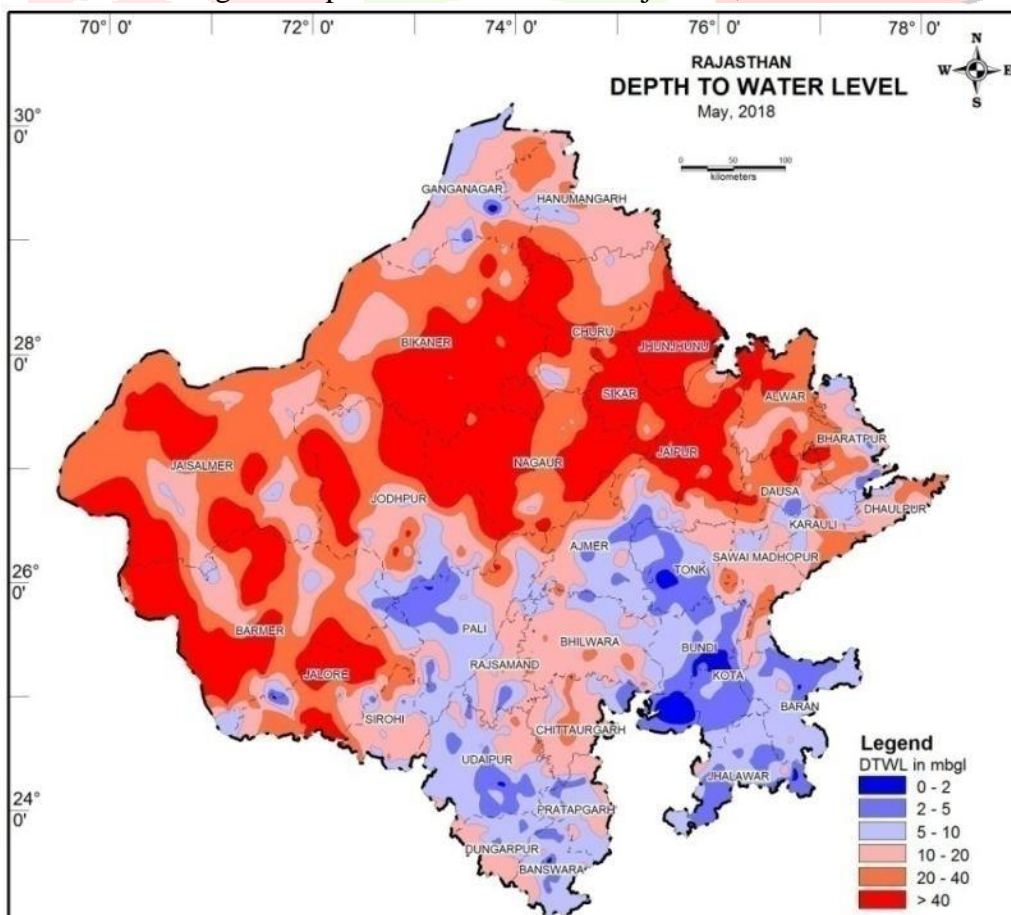 70° 0'
72° 0'
74° 0'
76° 0'
78° 0'
N
W E
S
RAJASTHAN
DEPTH TO WATER LEVEL
May, 2018
0 50 100
kilometers
30°
0'
GANGANAGAR
HANUMANGARH
28°
0'
BIKANER
CHURU
JHUNJHUNU
SIKAR
ALWAR
JAISALMER
NAGAUR
JAIPUR
BHARATPUR
JODHPUR
DAUSA
DHAULPUR
KARAULI
AJMER
TONK
SAWAI MADHOPUR
26°
0'
BARMER
PALI
BHILWARA
BUNDI
JALORE
RAJSAMAND
KOTA
SIROHI
CHITTAURGARH
BARAN
UDAIPUR
JHALAWAR
24°
0'
PRATAPGARH
DUNGARPUR
BANSWARA
Legend
DTWL in mbgl
0 - 2
2 - 5
5 - 10
10 - 20
20 - 40
> 40